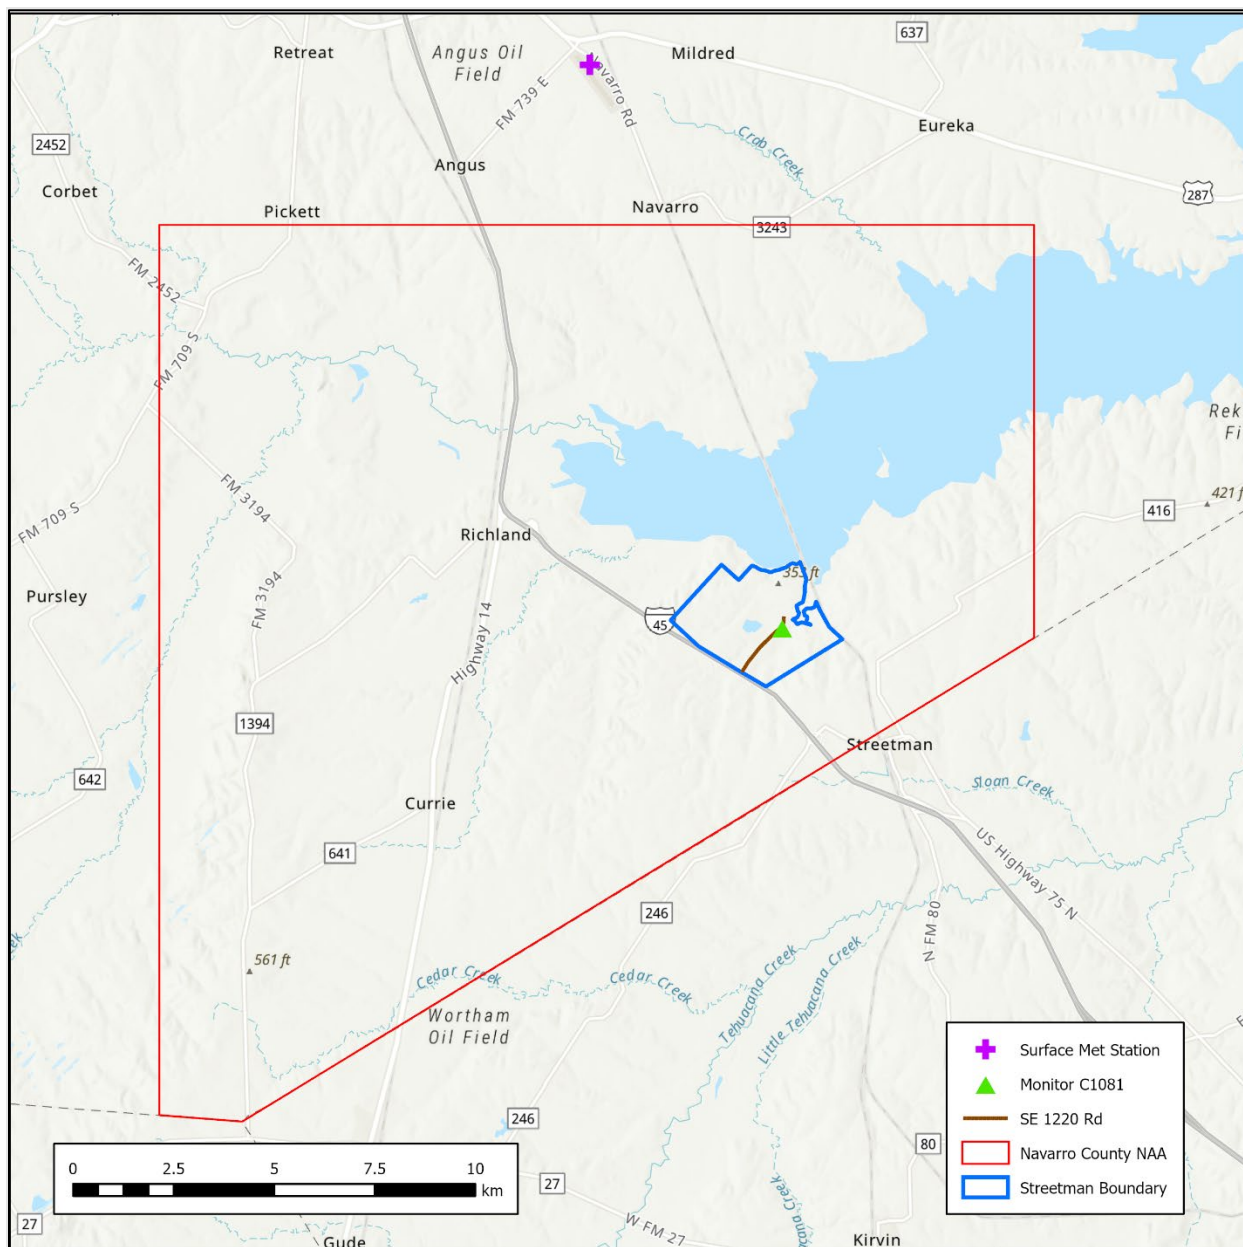 637
Retreat
Angus Oil
Field
Mildred
Navarro Rd
FM 739 E
Eureka
2452
Crab Creek
Angus
Corbet
287
Pickett
Navarro
3243
FM 2452
FM 709 S
Rek
Fi
421 f
416
FM 3194
FM 709 S
Richland
353 ft
Pursley
FM 3194
45
Highway 14
1394
Streetman
642
Sloan Creek
Currie
US Highway 75 N
641
246
N FM 80
561 ft
Cedar Creek
Cedar Creek
Tehuacana Creek
Little Tehuacana Creek
Wortham
Oil Field
Surface Met Station
Monitor C1081
SE 1220 Rd
Navarro County NAA
Streetman Boundary
246
80
0 2.5 5 7.5 10
km
27
27
W FM 27
Gude
Kirvin